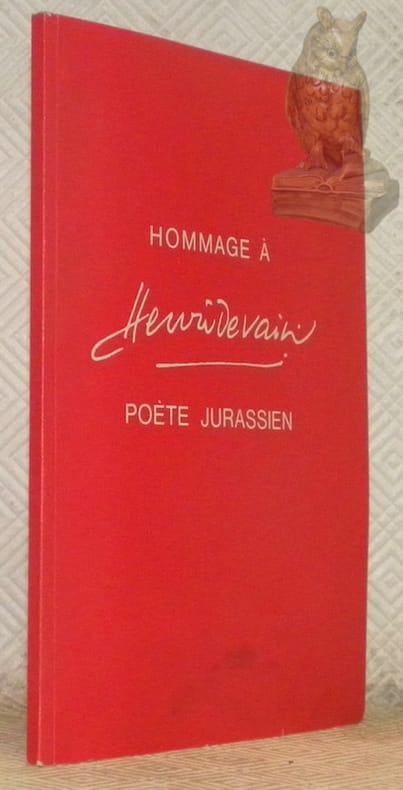 HOMMAGE À
Henri Devain
POÈTE JURASSIEN